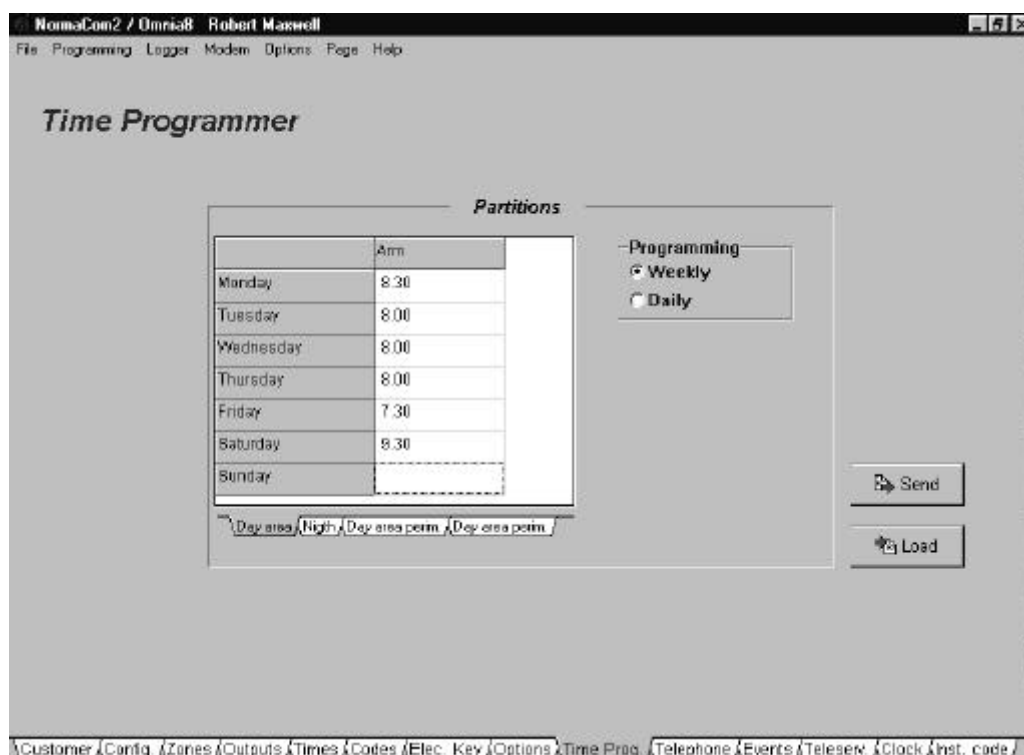 NormaCom2 / Omnia8 Robert Maxwell
File Programming Logger Modem Options Page Help
Time Programmer
Partitions
Arm
Monday 8.30
Tuesday 8.00
Wednesday 8.00
Thursday 8.00
Friday 7.30
Saturday 9.30
Sunday
Programming
Weekly
Daily
Send
Load
Day area Nigth Day area perim. Day area perim.
Customer Config. Zones Outputs Times Codes Elec. Key Options Time Prog. Telephone Events Teleserv. Clock Inst. code